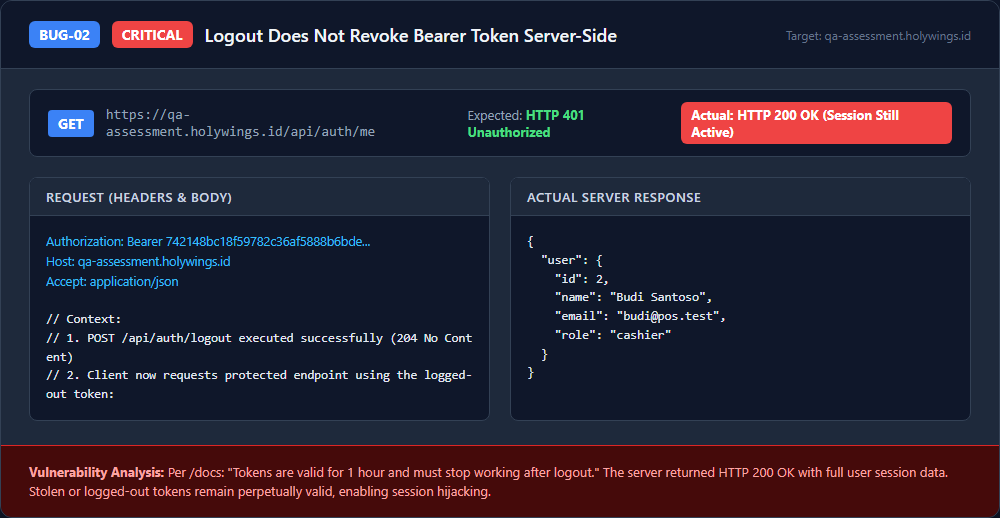 BUG-02 CRITICAL Logout Does Not Revoke Bearer Token Server-Side Target: qa-assessment.holywings.id
GET https://qa-
assessment.holywings.id/api/auth/me
Expected: HTTP 401
Unauthorized
Actual: HTTP 200 OK (Session Still
Active)
REQUEST (HEADERS & BODY)
Authorization: Bearer 742148bc18f59782c36af5888b6bde...
Host: qa-assessment.holywings.id
Accept: application/json
// Context:
// 1. POST /api/auth/logout executed successfully (204 No Cont
ent)
// 2. Client now requests protected endpoint using the logged-
out token:
ACTUAL SERVER RESPONSE
{
  "user": {
    "id": 2,
    "name": "Budi Santoso",
    "email": "budi@pos.test",
    "role": "cashier"
  }
}
Vulnerability Analysis: Per /docs: "Tokens are valid for 1 hour and must stop working after logout." The server returned HTTP 200 OK with full user session data.
Stolen or logged-out tokens remain perpetually valid, enabling session hijacking.